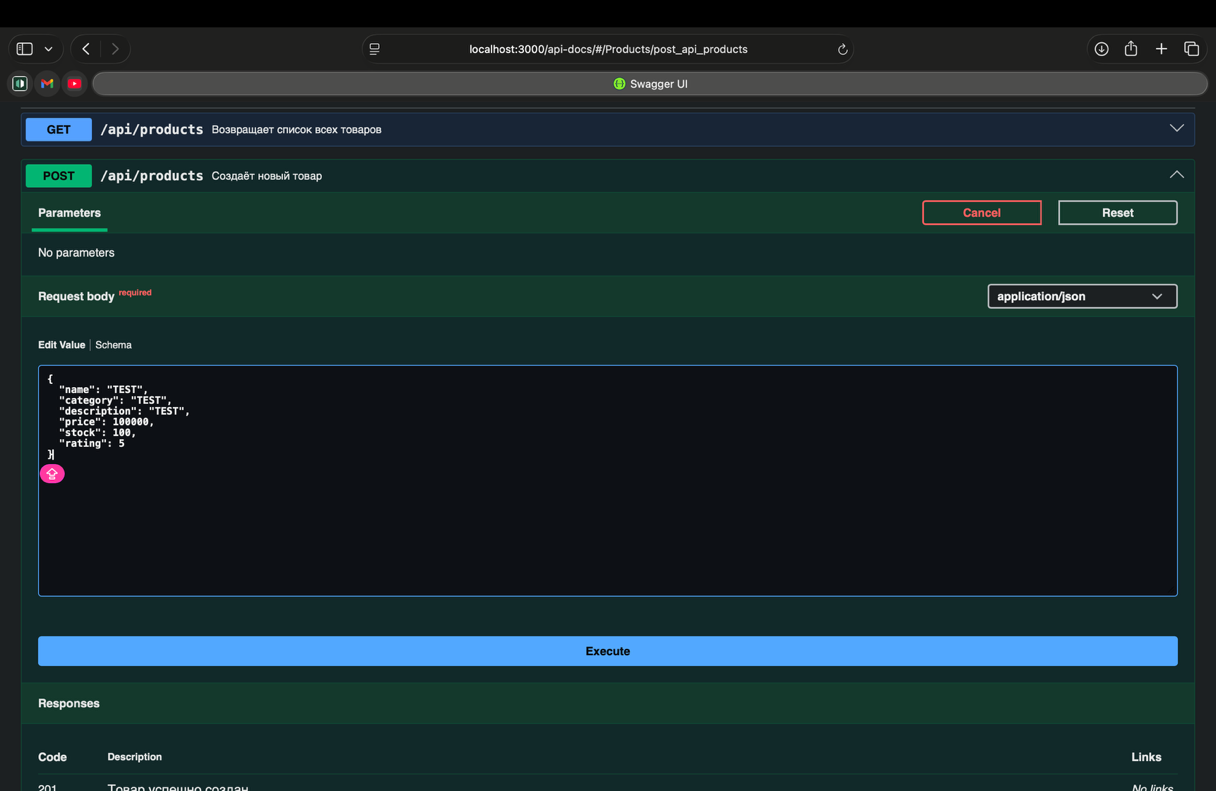 localhost:3000/api-docs/#/Products/post_api_products
Swagger UI
GET /api/products Возвращает список всех товаров
POST /api/products Создаёт новый товар
Parameters
Cancel
Reset
No parameters
Request body required
application/json
Edit Value | Schema
{
"name": "TEST",
"category": "TEST",
"description": "TEST",
"price": 100000,
"stock": 100,
"rating": 5
}
Execute
Responses
Code Description Links
201 Товар успешно создан No links